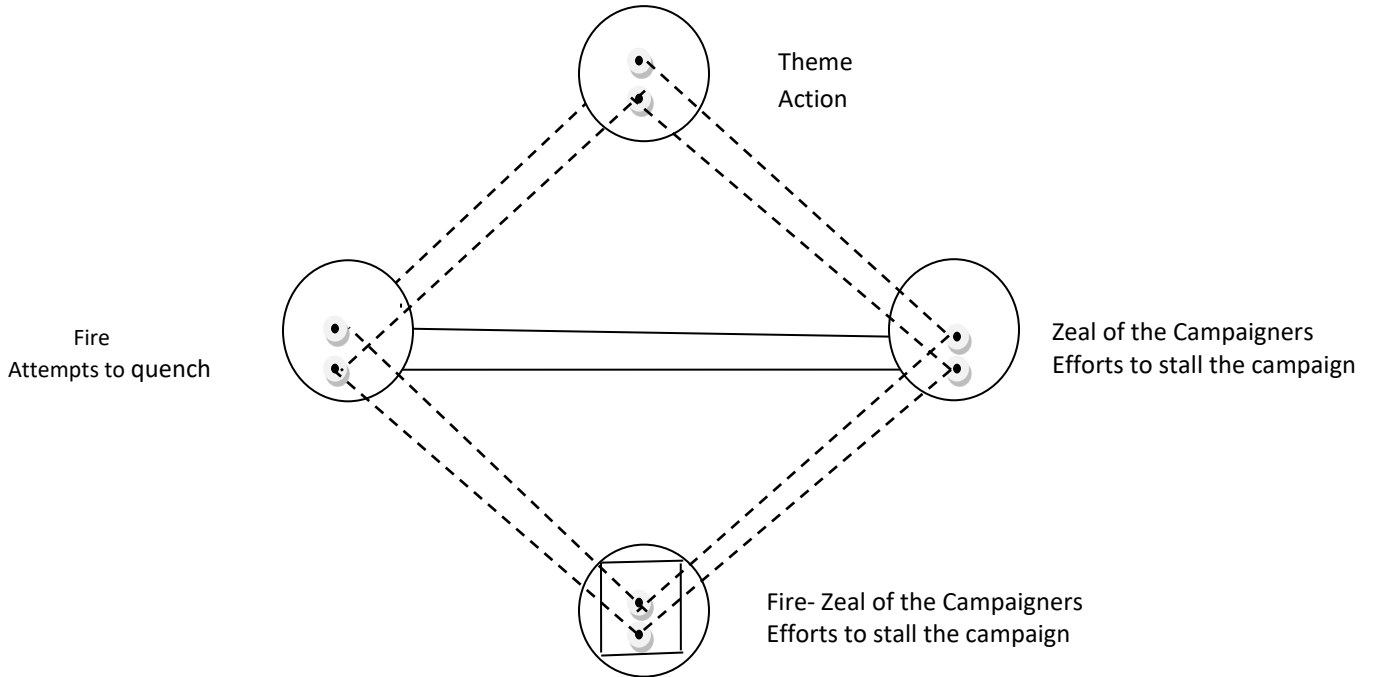 Theme
Action
Fire
Attempts to quench
Zeal of the Campaigners
Efforts to stall the campaign
Fire- Zeal of the Campaigners
Efforts to stall the campaign